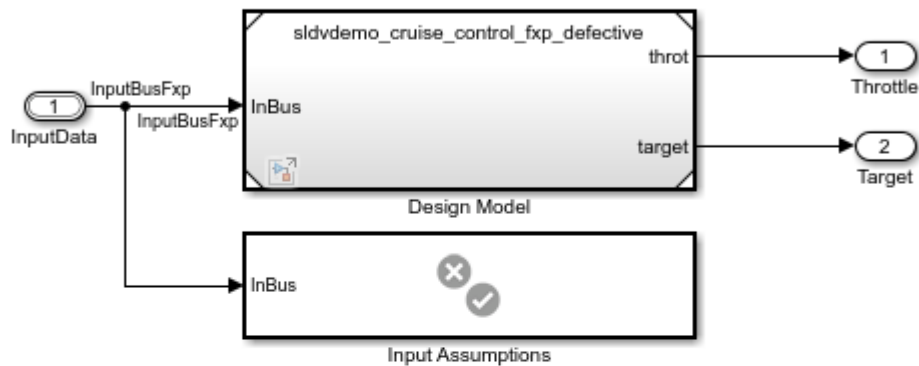 sldvdemo_cruise_control_fxp_defective
throt
1
Throttle
InputBusFxp
1
InBus
InputBusFxp
InputData
target
2
Target
Design Model
InBus
Input Assumptions